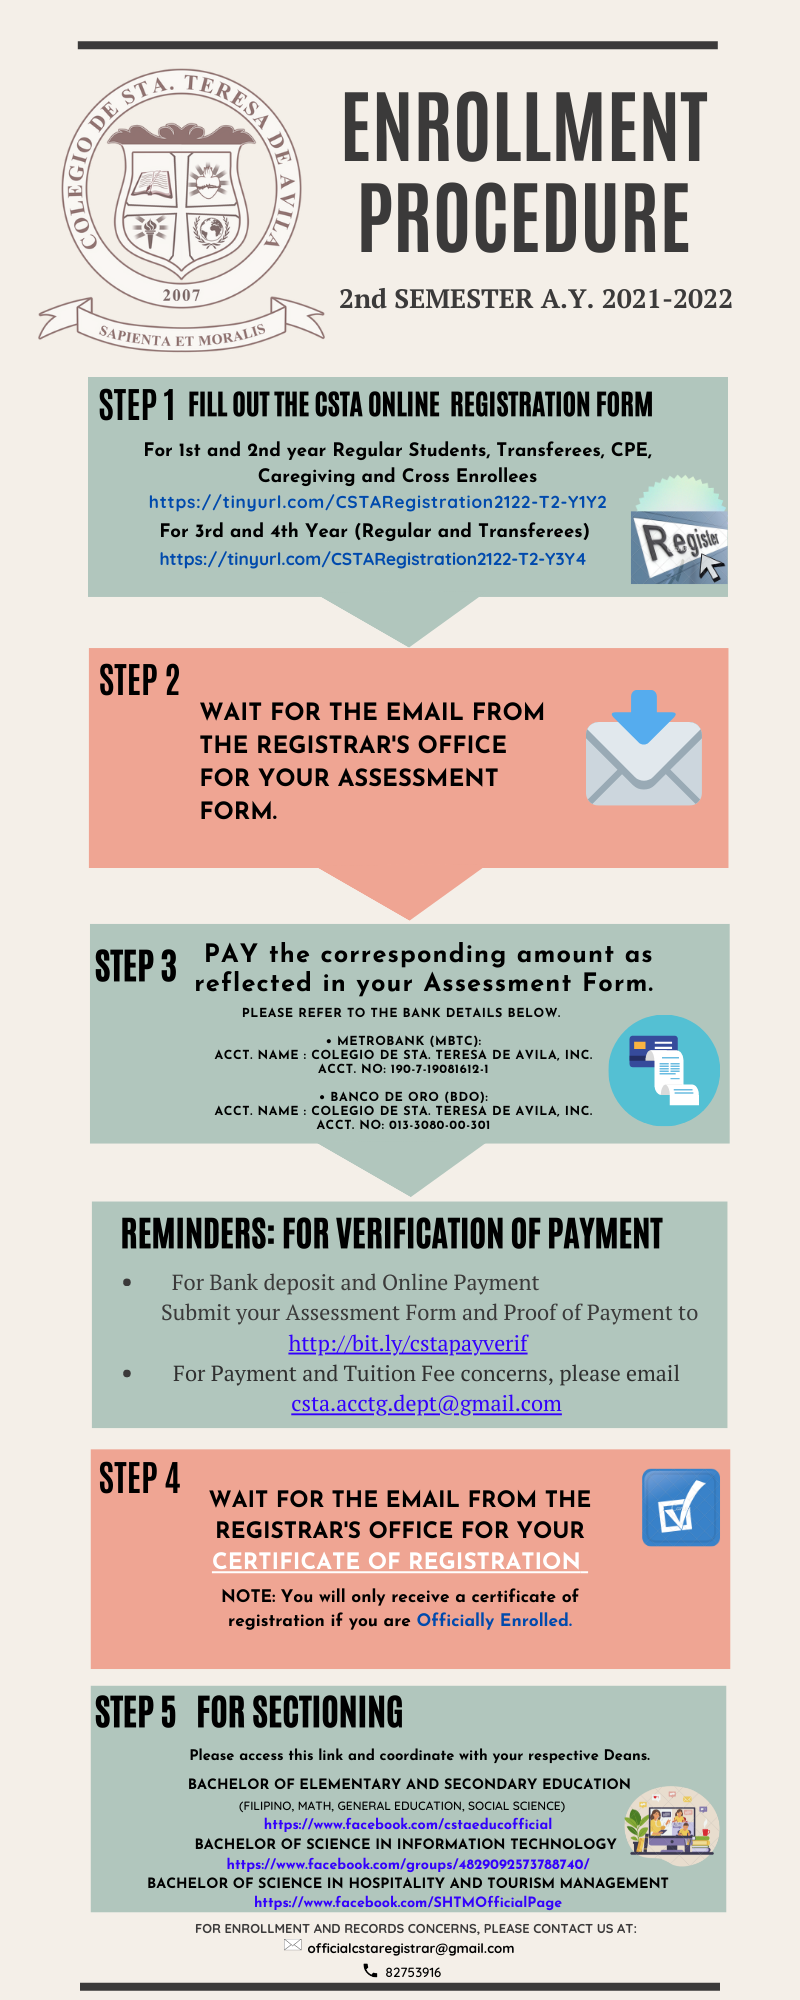 COLEGIO DE STA. TERESA DE AVILA
2007
SAPIENTA ET MORALIS
ENROLLMENT
PROCEDURE
2nd SEMESTER A.Y. 2021-2022
STEP 1 FILL OUT THE CSTA ONLINE REGISTRATION FORM
For 1st and 2nd year Regular Students, Transferees, CPE,
Caregiving and Cross Enrollees
https://tinyurl.com/CSTARegistration2122-T2-Y1Y2
For 3rd and 4th Year (Regular and Transferees)
https://tinyurl.com/CSTARegistration2122-T2-Y3Y4
Register
STEP 2
WAIT FOR THE EMAIL FROM
THE REGISTRAR'S OFFICE
FOR YOUR ASSESSMENT
FORM.
STEP 3
PAY the corresponding amount as
reflected in your Assessment Form.
PLEASE REFER TO THE BANK DETAILS BELOW.
• METROBANK (MBTC):
ACCT. NAME : COLEGIO DE STA. TERESA DE AVILA, INC.
ACCT. NO: 190-7-19081612-1
• BANCO DE ORO (BDO):
ACCT. NAME : COLEGIO DE STA. TERESA DE AVILA, INC.
ACCT. NO: 013-3080-00-301
REMINDERS: FOR VERIFICATION OF PAYMENT
• For Bank deposit and Online Payment
Submit your Assessment Form and Proof of Payment to
http://bit.ly/cstapayverif
• For Payment and Tuition Fee concerns, please email
csta.acctg.dept@gmail.com
STEP 4
WAIT FOR THE EMAIL FROM THE
REGISTRAR'S OFFICE FOR YOUR
CERTIFICATE OF REGISTRATION
NOTE: You will only receive a certificate of
registration if you are Officially Enrolled.
STEP 5 FOR SECTIONING
Please access this link and coordinate with your respective Deans.
BACHELOR OF ELEMENTARY AND SECONDARY EDUCATION
(FILIPINO, MATH, GENERAL EDUCATION, SOCIAL SCIENCE)
https://www.facebook.com/cstaeducofficial
BACHELOR OF SCIENCE IN INFORMATION TECHNOLOGY
https://www.facebook.com/groups/4829092573788740/
BACHELOR OF SCIENCE IN HOSPITALITY AND TOURISM MANAGEMENT
https://www.facebook.com/SHTMOfficialPage
FOR ENROLLMENT AND RECORDS CONCERNS, PLEASE CONTACT US AT:
officialcstaregistrar@gmail.com
82753916